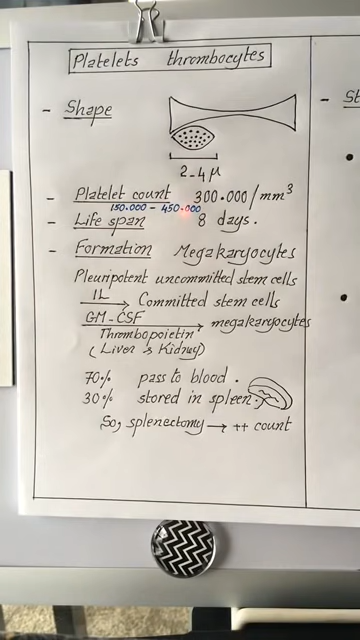 Platelets thrombocytes
- Shape
2-4 μ
- Platelet count 300.000/mm³
150.000 - 450.000
- Life span 8 days.
- Formation Megakaryocytes
Pleuripotent uncommitted stem cells
IL → Committed stem cells
GM-CSF → megakaryocytes
Thrombopoietin
(Liver > Kidney)
70% pass to blood.
30% stored in spleen.
So, splenectomy → ++ count
- St